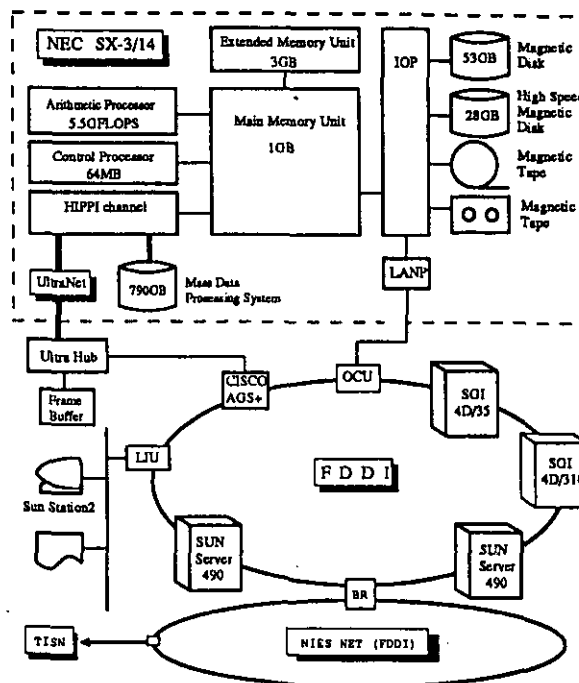 NEC SX-3/14
Extended Memory Unit
3GB
IOP
53GB
Magnetic
Disk
Arithmetic Processor
5.5GFLOPS
Main Memory Unit
1GB
28GB
High Speed
Magnetic
Disk
Control Processor
64MB
Magnetic
Tape
HIPPI channel
Magnetic
Tape
UltraNet
790GB
Mass Data
Processing System
LANP
Ultra Hub
Frame
Buffer
CISCO
AGS+
OCU
SGI
4D/35
LIU
F D D I
SGI
Sun Station2
SUN
Server
490
SUN
Server
490
BR
TISN
NIES NET (FDDI)